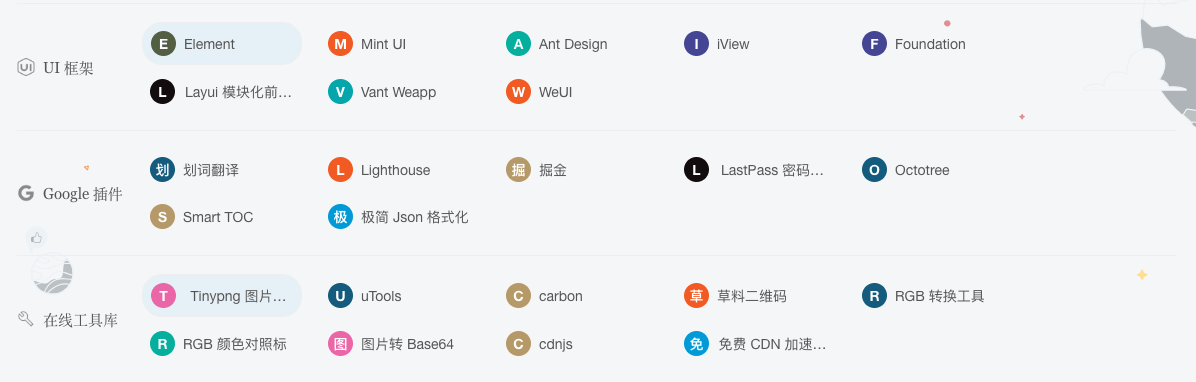 E Element M Mint UI A Ant Design I iView F Foundation
UI UI 框架
L Layui 模块化前… V Vant Weapp W WeUI
划 划词翻译 L Lighthouse 掘 掘金 L LastPass 密码… O Octotree
G Google 插件
S Smart TOC 极 极简 Json 格式化
T Tinypng 图片… U uTools C carbon 草 草料二维码 R RGB 转换工具
在线工具库
R RGB 颜色对照标 图 图片转 Base64 C cdnjs 免 免费 CDN 加速…